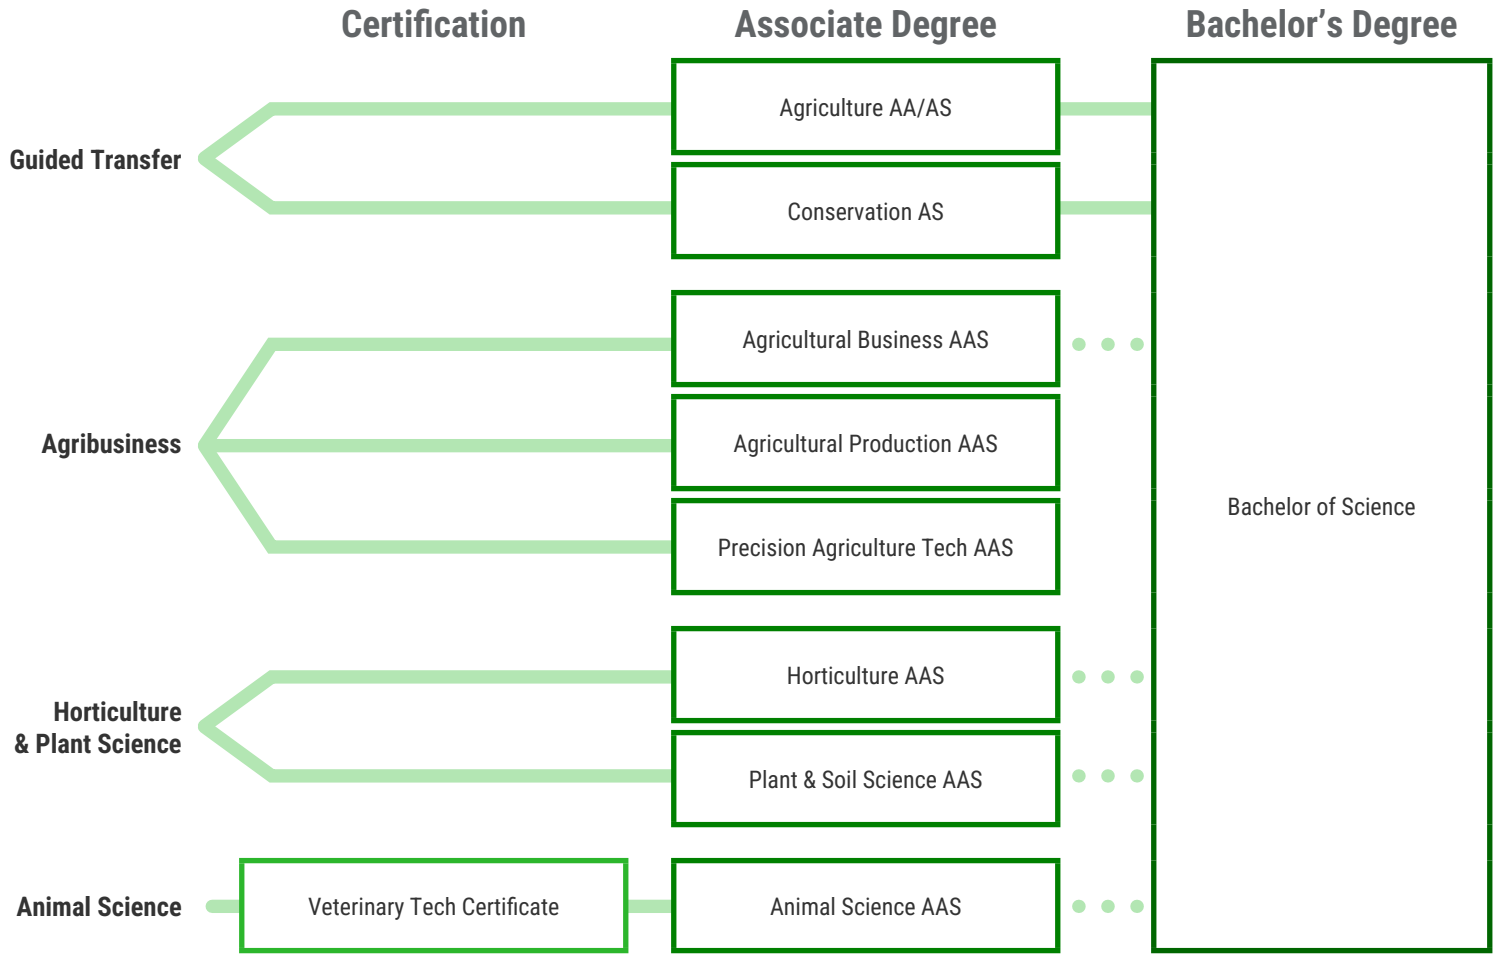 Certification
Associate Degree
Bachelor’s Degree
Guided Transfer
Agriculture AA/AS
Conservation AS
Agribusiness
Agricultural Business AAS
Agricultural Production AAS
Precision Agriculture Tech AAS
Bachelor of Science
Horticulture
& Plant Science
Horticulture AAS
Plant & Soil Science AAS
Animal Science
Veterinary Tech Certificate
Animal Science AAS